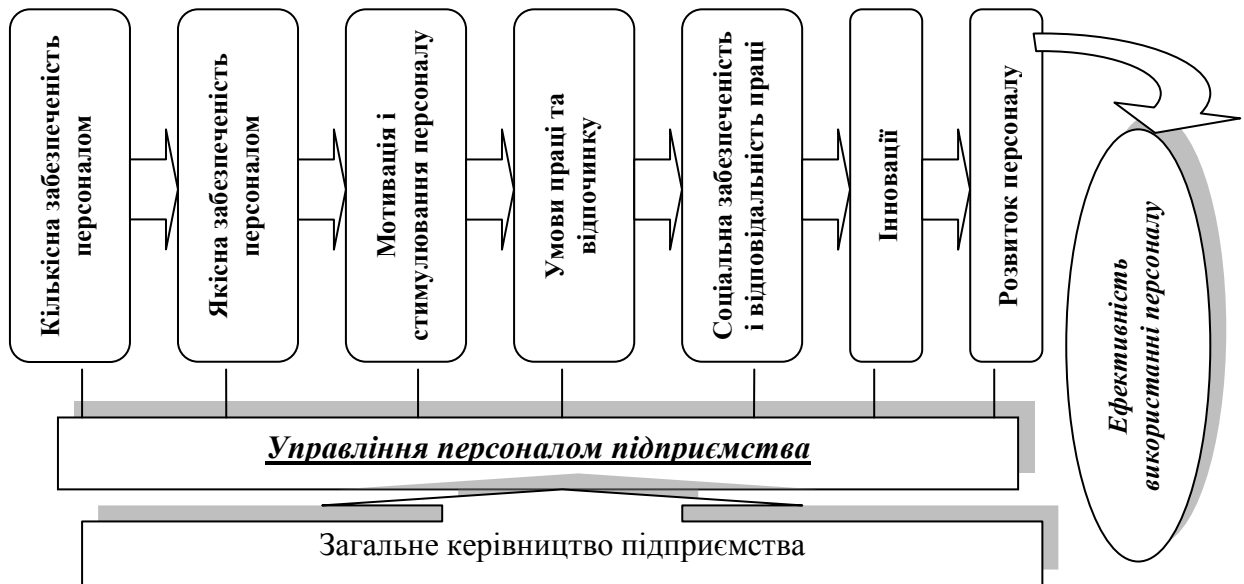 Кількісна забезпеченість
персоналом
Якісна забезпеченість
персоналом
Мотивація і
стимулювання персоналу
Умови праці та
відпочинку
Соціальна забезпеченість
і відповідальність праці
Інновації
Розвиток персоналу
Ефективність
використанні персоналу
Управління персоналом підприємства
Загальне керівництво підприємства